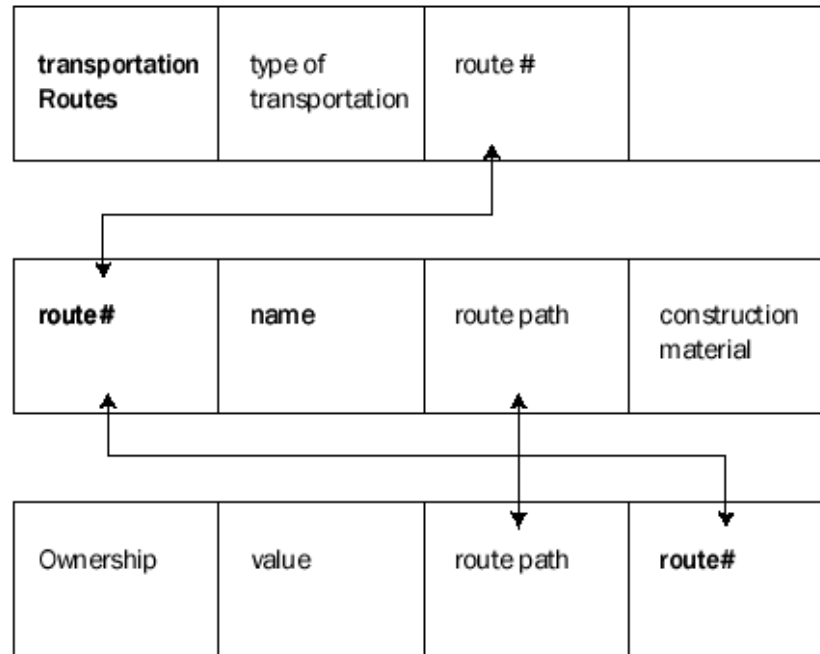 transportation
Routes
type of
transportation
route #
route#
name
route path
construction
material
Ownership
value
route path
route#